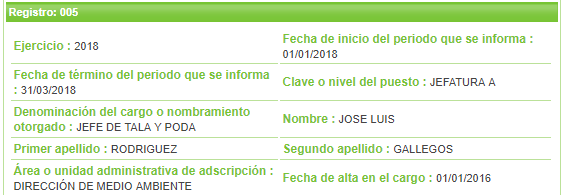 Registro: 005
Ejercicio : 2018
Fecha de inicio del periodo que se informa :
01/01/2018
Fecha de término del periodo que se informa
: 31/03/2018
Clave o nivel del puesto : JEFATURA A
Denominación del cargo o nombramiento
otorgado : JEFE DE TALA Y PODA
Nombre : JOSE LUIS
Primer apellido : RODRIGUEZ
Segundo apellido : GALLEGOS
Área o unidad administrativa de adscripción :
DIRECCIÓN DE MEDIO AMBIENTE
Fecha de alta en el cargo : 01/01/2016